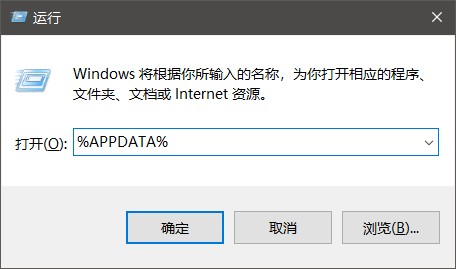 运行
Windows 将根据你所输入的名称，为你打开相应的程序、
文件夹、文档或 Internet 资源。
打开(O): %APPDATA%
确定 取消 浏览(B)...